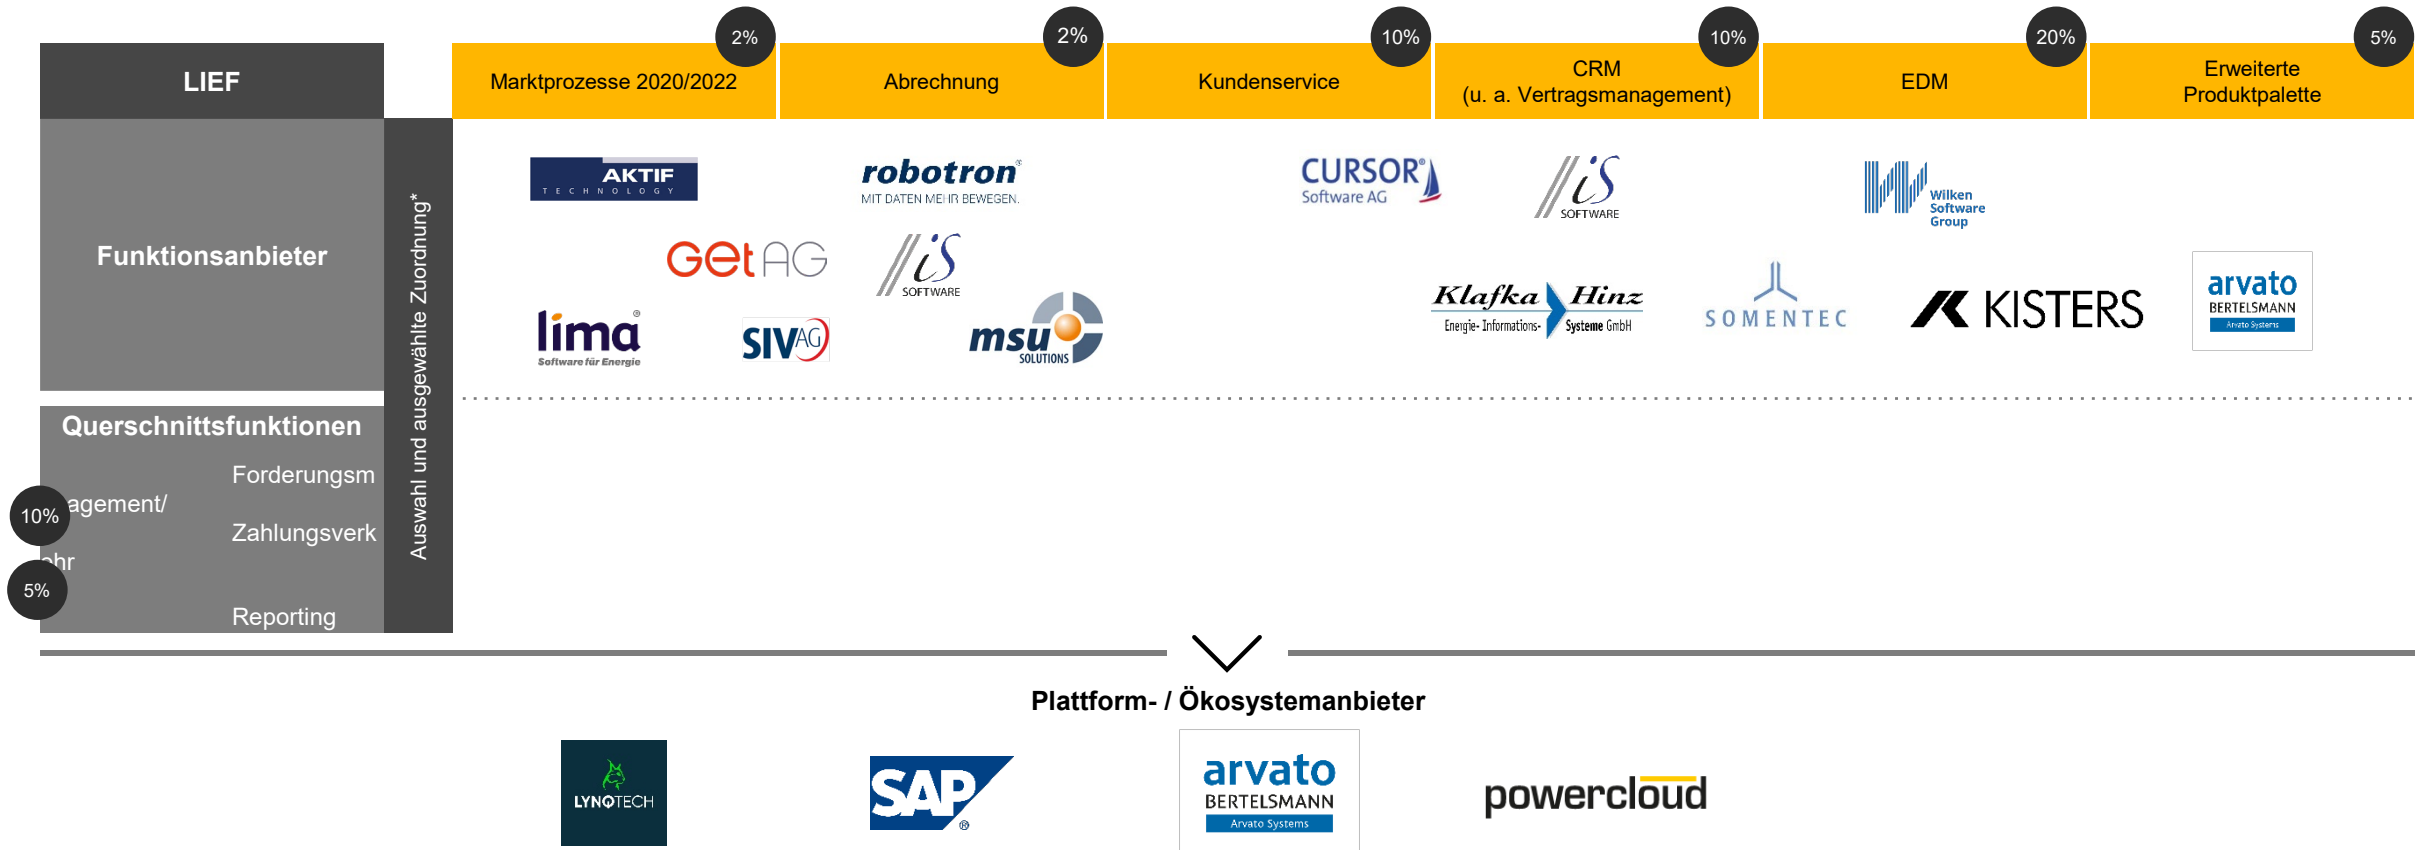 2%
2%
10%
10%
20%
5%
LIEF
Marktprozesse 2020/2022
Abrechnung
Kundenservice
CRM
(u. a. Vertragsmanagement)
EDM
Erweiterte
Produktpalette
Funktionsanbieter
Auswahl und ausgewählte Zuordnung*
AKTIF
TECHNOLOGY
robotron®
MIT DATEN MEHR BEWEGEN.
CURSOR®
Software AG
iS
SOFTWARE
Wilken
Software
Group
Get AG
iS
SOFTWARE
lima®
Software für Energie
SIV AG
msu
SOLUTIONS
Klafka Hinz
Energie- Informations- Systeme GmbH
SOMENTEC
KISTERS
arvato
BERTELSMANN
Arvato Systems
Querschnittsfunktionen
Forderungsm
agement/
10%
Zahlungsverk
ehr
5%
Reporting
Plattform- / Ökosystemanbieter
LYNQTECH
SAP®
arvato
BERTELSMANN
Arvato Systems
powercloud